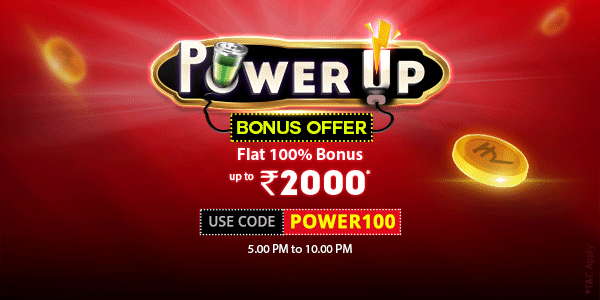 POWER UP
BONUS OFFER
Flat 100% Bonus
up to ₹2000*
USE CODE POWER100
5.00 PM to 10.00 PM
*T&C Apply